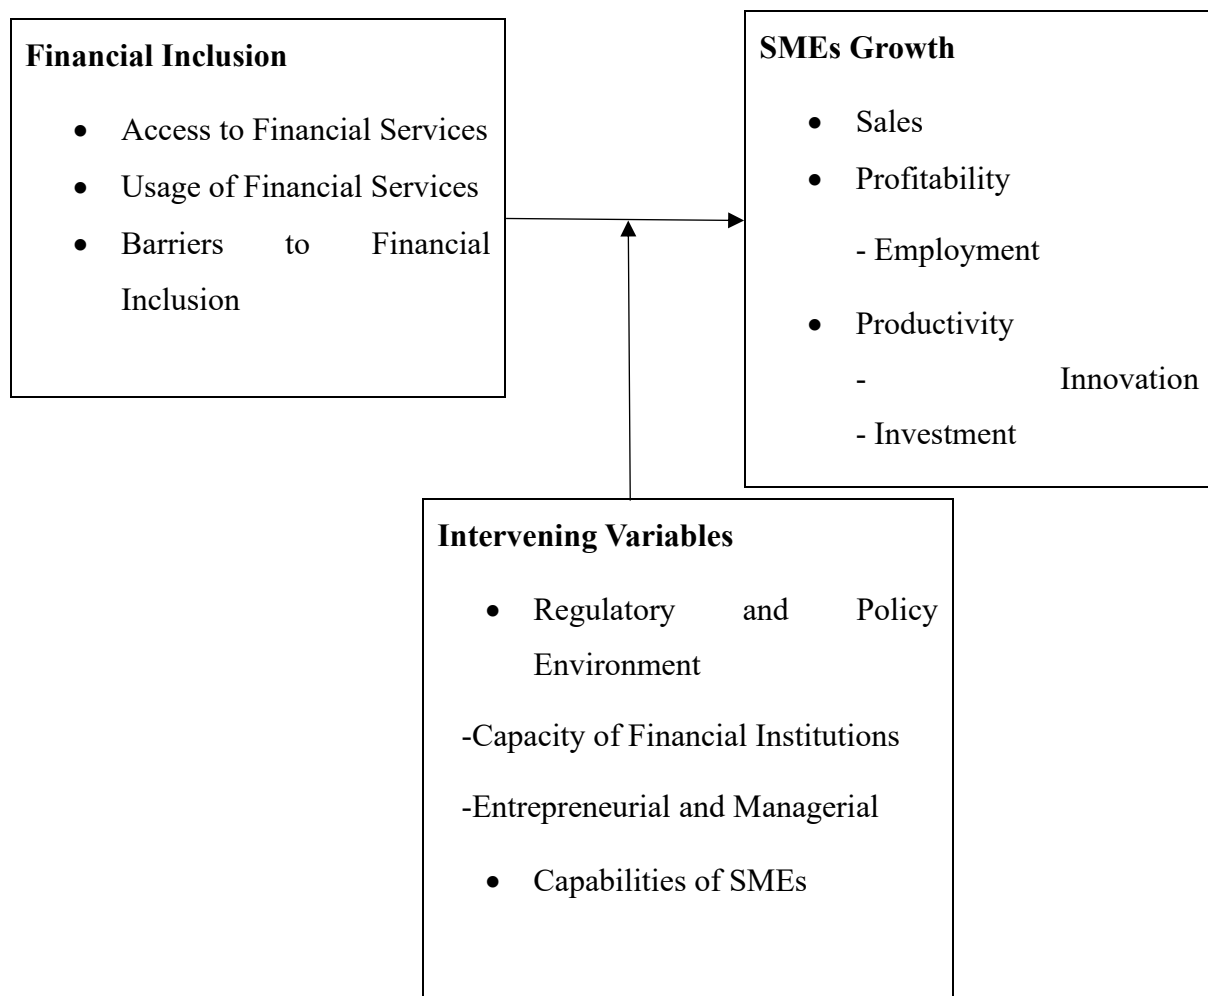 Financial Inclusion
• Access to Financial Services
• Usage of Financial Services
• Barriers to Financial
Inclusion
SMEs Growth
• Sales
• Profitability
- Employment
• Productivity
- Innovation
- Investment
Intervening Variables
• Regulatory and Policy
Environment
-Capacity of Financial Institutions
-Entrepreneurial and Managerial
• Capabilities of SMEs